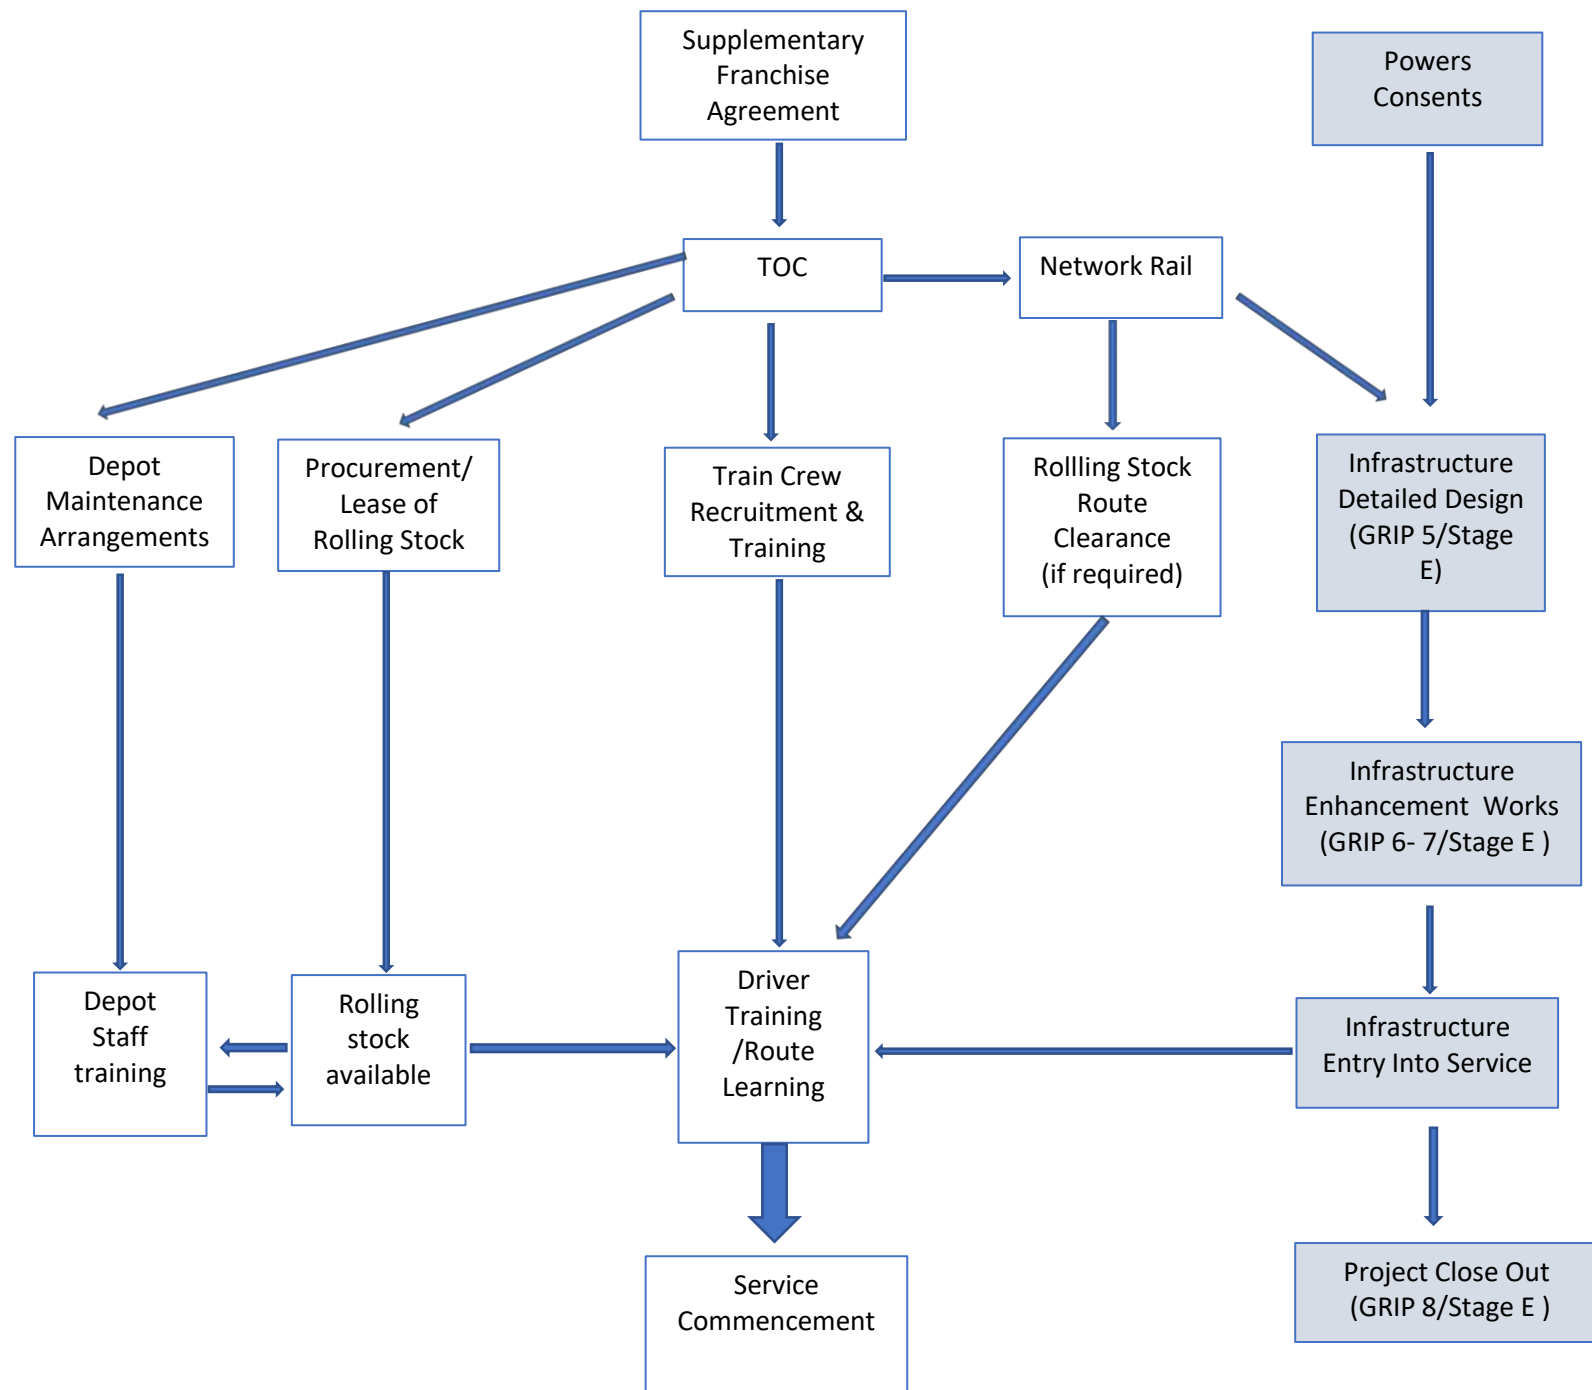 Supplementary
Franchise
Agreement
Powers
Consents
TOC
Network Rail
Depot
Maintenance
Arrangements
Procurement/
Lease of
Rolling Stock
Train Crew
Recruitment &
Training
Rollling Stock
Route
Clearance
(if required)
Infrastructure
Detailed Design
(GRIP 5/Stage
E)
Infrastructure
Enhancement Works
(GRIP 6- 7/Stage E )
Depot
Staff
training
Rolling
stock
available
Driver
Training
/Route
Learning
Infrastructure
Entry Into Service
Service
Commencement
Project Close Out
(GRIP 8/Stage E )